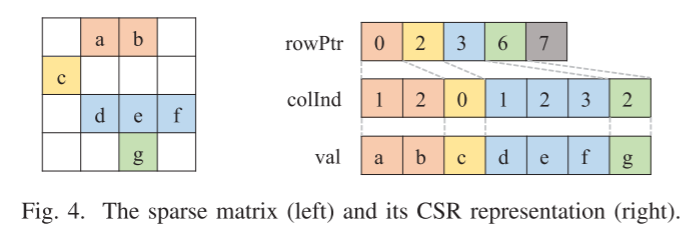 a b
c
d e f
g
rowPtr 0 2 3 6 7
colInd 1 2 0 1 2 3 2
val a b c d e f g
Fig. 4. The sparse matrix (left) and its CSR representation (right).